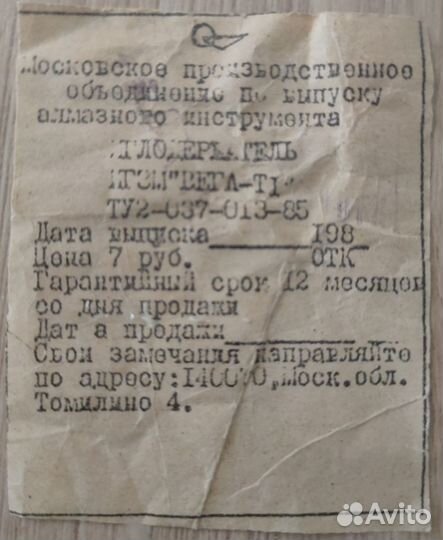 Московское производственное
объединение по выпуску
алмазного инструмента
ИГЛОДЕРЖАТЕЛЬ
"ВЕГА-Т1"
ТУ2-037-013-85
Дата выпуска 198
Цена 7 руб. ОТК
Гарантийный срок 12 месяцев
со дня продажи
Дат а продажи
Свои замечания направляйте
по адресу: Моск.обл.
Томилино 4.
Avito